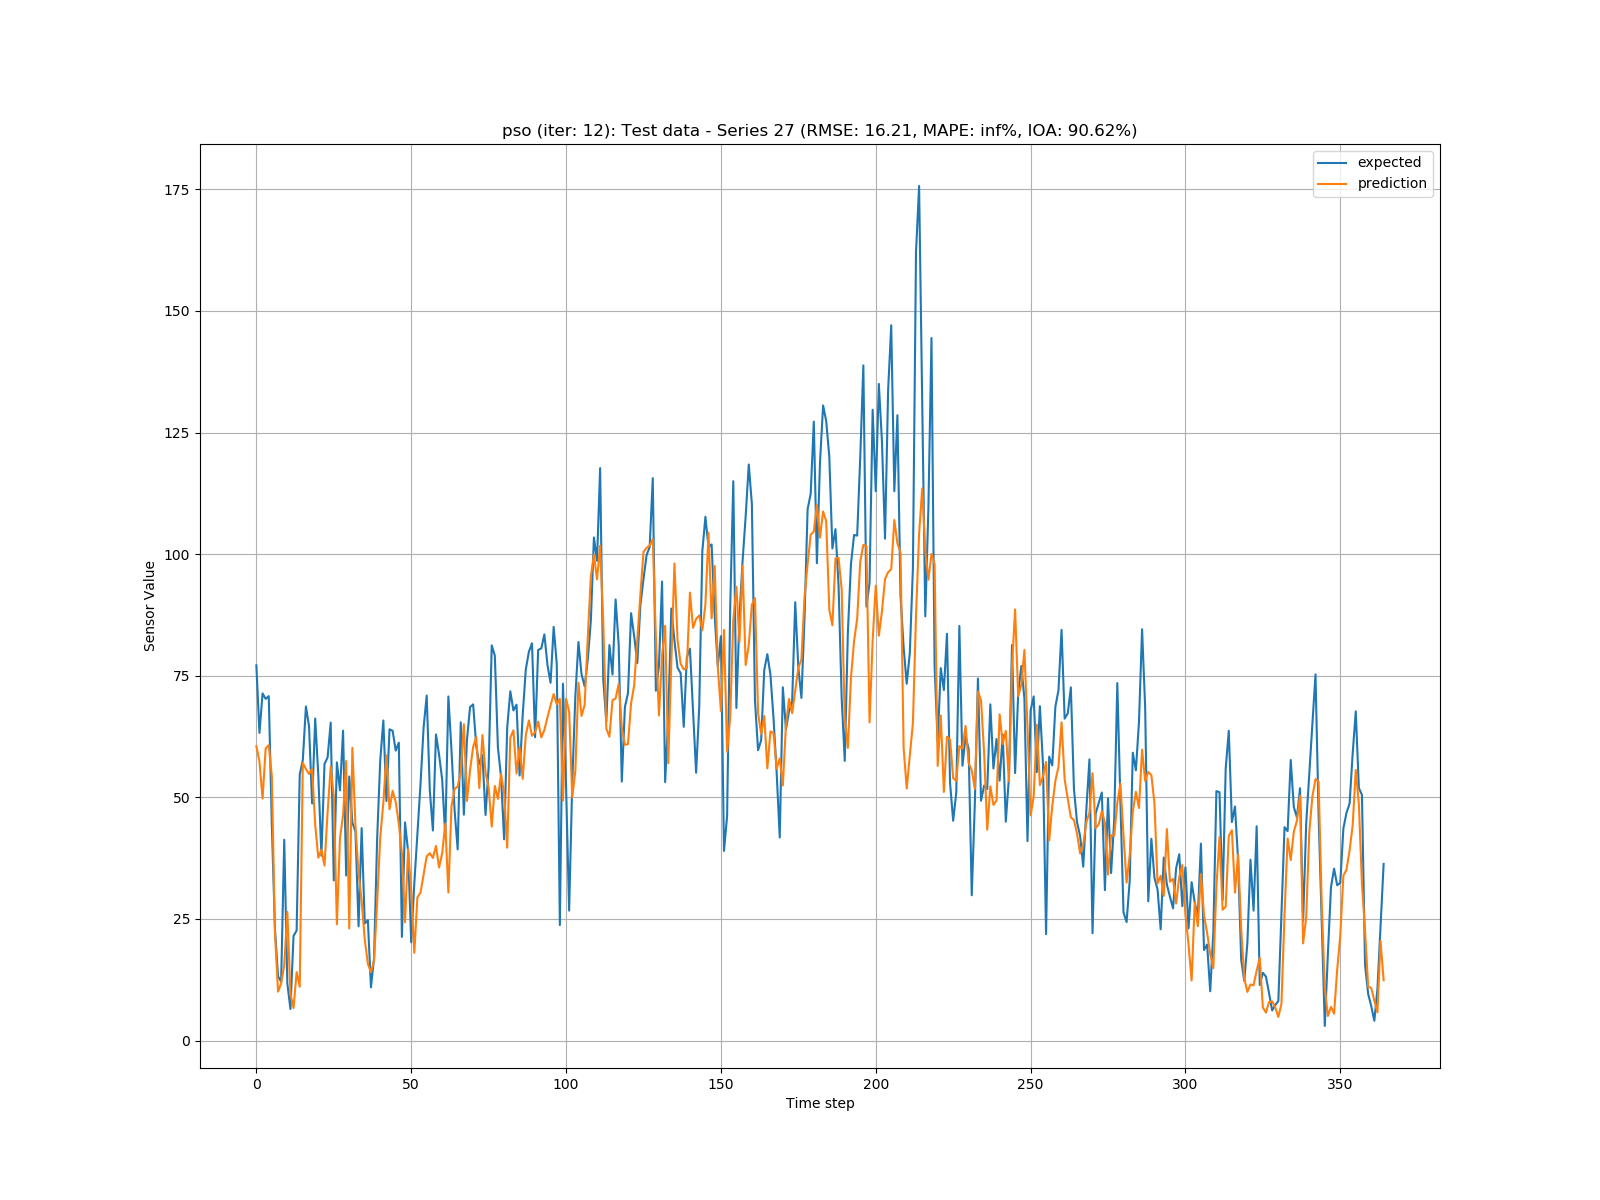 pso (iter: 12): Test data - Series 27 (RMSE: 16.21, MAPE: inf%, IOA: 90.62%)
expected
prediction
175
150
125
100
75
50
25
0
Sensor Value
0 50 100 150 200 250 300 350
Time step